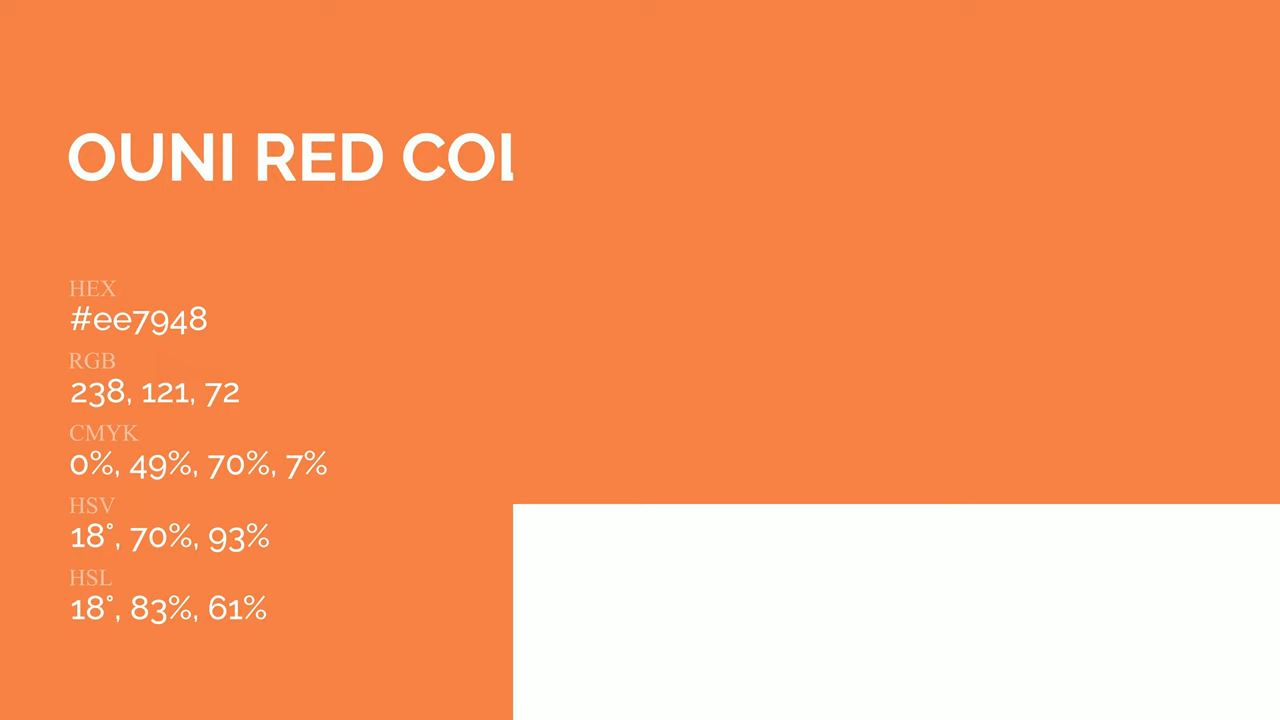 OUNI RED COL
HEX
#ee7948
RGB
238, 121, 72
CMYK
0%, 49%, 70%, 7%
HSV
18°, 70%, 93%
HSL
18°, 83%, 61%